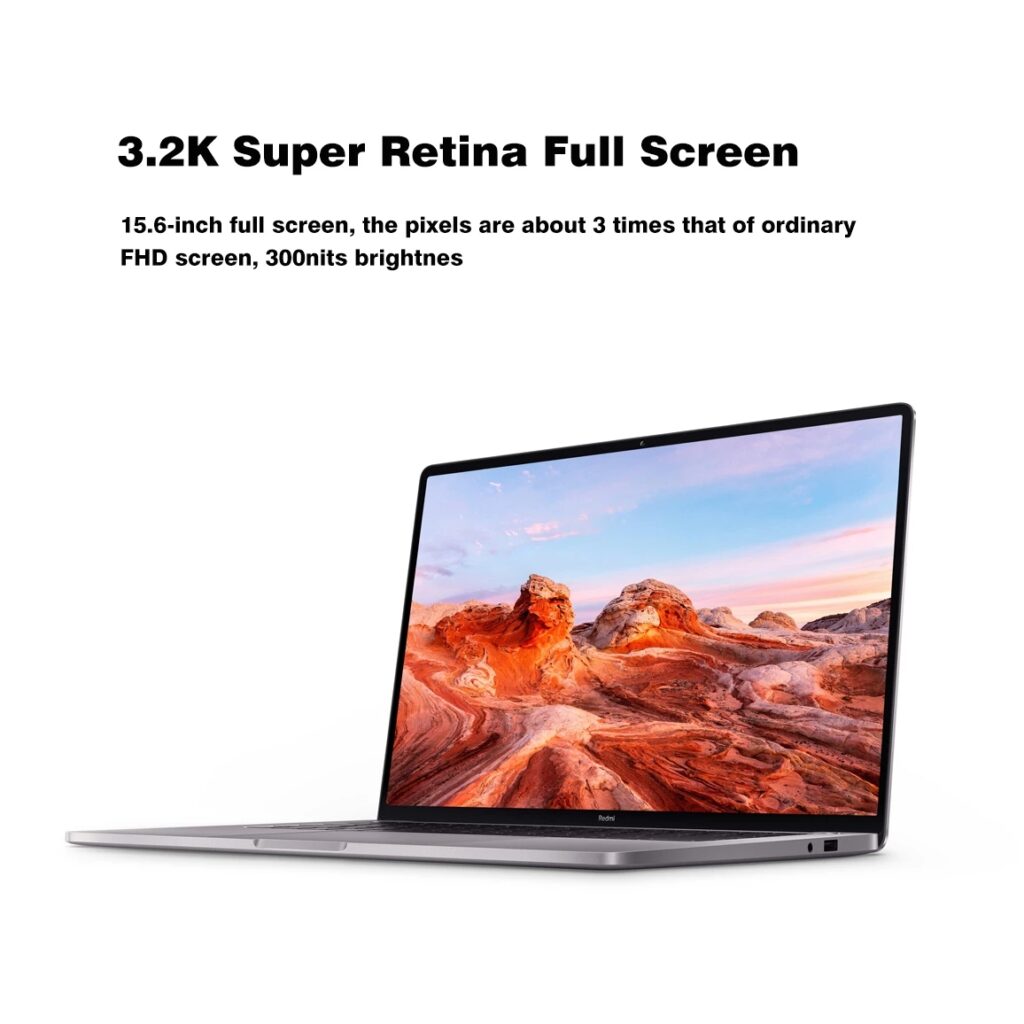 3.2K Super Retina Full Screen
15.6-inch full screen, the pixels are about 3 times that of ordinary
FHD screen, 300nits brightnes
Redmi